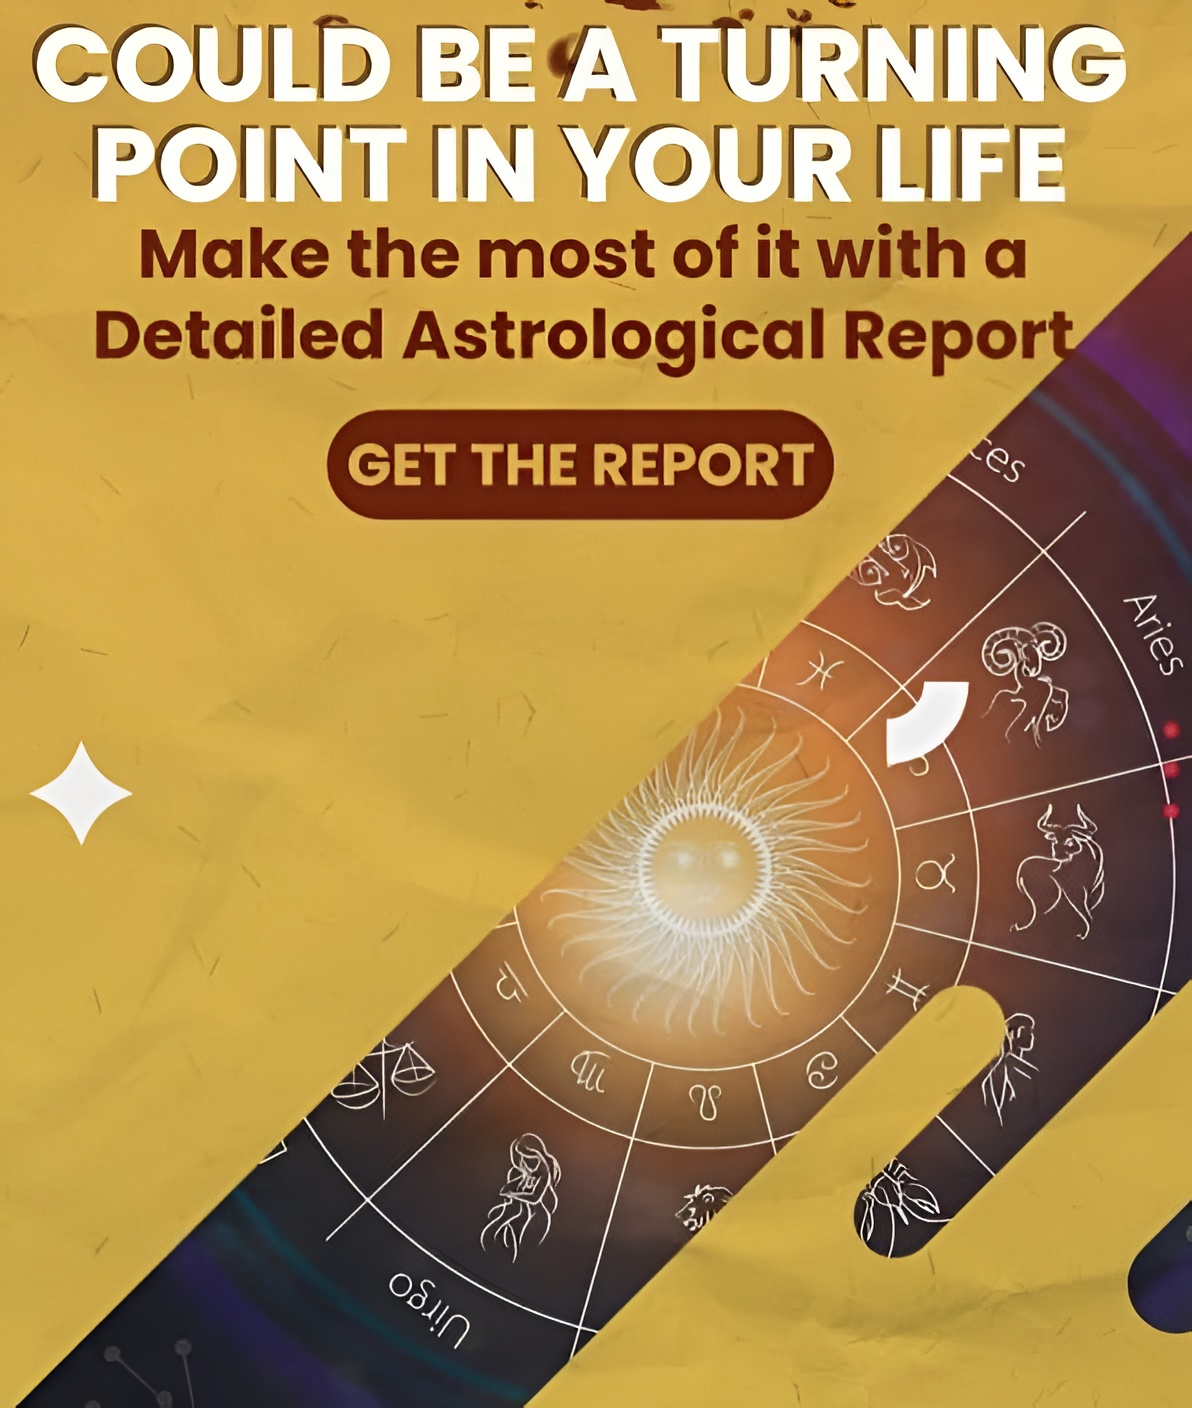 COULD BE A TURNING
POINT IN YOUR LIFE
Make the most of it with a
Detailed Astrological Report
GET THE REPORT
ces
Aries
Virgo